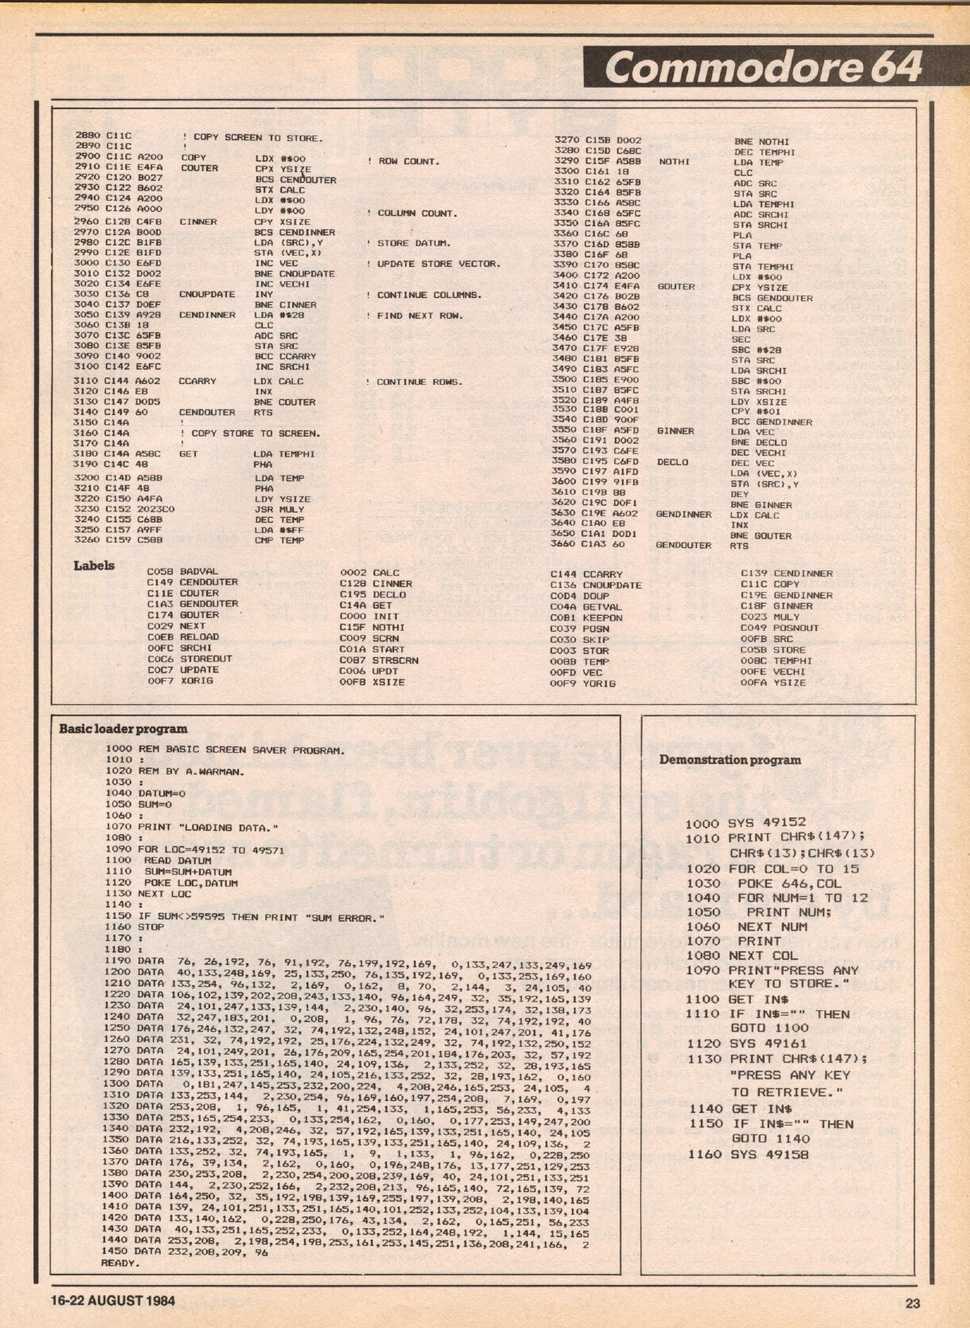 Commodore 64
2880 C11C ! COPY SCREEN TO STORE.
2890 C11C !
2900 C11C A200 COPY LDX #$00 ! ROW COUNT.
2910 C11E E4FA COUTER CPX YSIZE
2920 C120 B027 BCS CENDOUTER
2930 C122 8602 STX CALC
2940 C124 A200 LDX #$00
2950 C126 A000 LDY #$00 ! COLUMN COUNT.
2960 C128 C4F8 CINNER CPY XSIZE
2970 C12A B00D BCS CENDINNER
2980 C12C B1FB LDA (SRC),Y ! STORE DATUM.
2990 C12E 81FD STA (VEC,X)
3000 C130 E6FD INC VEC ! UPDATE STORE VECTOR.
3010 C132 D002 BNE CNOUPDATE
3020 C134 E6FE INC VECHI
3030 C136 C8 CNOUPDATE INY ! CONTINUE COLUMNS.
3040 C137 D0EF BNE CINNER
3050 C139 A928 CENDINNER LDA #$28 ! FIND NEXT ROW.
3060 C13B 18 CLC
3070 C13C 65FB ADC SRC
3080 C13E 85FB STA SRC
3090 C140 9002 BCC CCARRY
3100 C142 E6FC INC SRCHI
3110 C144 A602 CCARRY LDX CALC ! CONTINUE ROWS.
3120 C146 E8 INX
3130 C147 D0D5 BNE COUTER
3140 C149 60 CENDOUTER RTS
3150 C14A !
3160 C14A ! COPY STORE TO SCREEN.
3170 C14A !
3180 C14A A58C GET LDA TEMPHI
3190 C14C 48 PHA
3200 C14D A58B LDA TEMP
3210 C14F 48 PHA
3220 C150 A4FA LDY YSIZE
3230 C152 2023C0 JSR MULY
3240 C155 C68B DEC TEMP
3250 C157 A9FF LDA #$FF
3260 C159 C58B CMP TEMP
3270 C15B D002 BNE NOTHI
3280 C15D C68C DEC TEMPHI
3290 C15F A58B NOTHI LDA TEMP
3300 C161 18 CLC
3310 C162 65FB ADC SRC
3320 C164 85FB STA SRC
3330 C166 A58C LDA TEMPHI
3340 C168 65FC ADC SRCHI
3350 C16A 85FC STA SRCHI
3360 C16C 68 PLA
3370 C16D 858B STA TEMP
3380 C16F 68 PLA
3390 C170 858C STA TEMPHI
3400 C172 A200 LDX #$00
3410 C174 E4FA GOUTER CPX YSIZE
3420 C176 B02B BCS GENDOUTER
3430 C178 8602 STX CALC
3440 C17A A200 LDX #$00
3450 C17C A5FB LDA SRC
3460 C17E 38 SEC
3470 C17F E928 SBC #$28
3480 C181 85FB STA SRC
3490 C183 A5FC LDA SRCHI
3500 C185 E900 SBC #$00
3510 C187 85FC STA SRCHI
3520 C189 A4F8 LDY XSIZE
3530 C18B C001 CPY #$01
3540 C18D 900F BCC GENDINNER
3550 C18F A5FD GINNER LDA VEC
3560 C191 D002 BNE DECLO
3570 C193 C6FE DEC VECHI
3580 C195 C6FD DECLO DEC VEC
3590 C197 A1FD LDA (VEC,X)
3600 C199 91FB STA (SRC),Y
3610 C19B 88 DEY
3620 C19C D0F1 BNE GINNER
3630 C19E A602 GENDINNER LDX CALC
3640 C1A0 E8 INX
3650 C1A1 D0D1 BNE GOUTER
3660 C1A3 60 GENDOUTER RTS
Labels
C058 BADVAL 0002 CALC C144 CCARRY C139 CENDINNER
C149 CENDOUTER C128 CINNER C136 CNOUPDATE C11C COPY
C11E COUTER C195 DECLO C0D4 DOUP C19E GENDINNER
C1A3 GENDOUTER C14A GET C04A GETVAL C18F GINNER
C174 GOUTER C000 INIT C0B1 KEEPON C023 MULY
C029 NEXT C15F NOTHI C039 POSN C049 POSNOUT
C0EB RELOAD C009 SCRN C030 SKIP 00FB SRC
00FC SRCHI C01A START C003 STOR C05B STORE
C0C6 STOREOUT C087 STRSCRN 008B TEMP 008C TEMPHI
C0C7 UPDATE C006 UPDT 00FD VEC 00FE VECHI
00F7 XORIG 00F8 XSIZE 00F9 YORIG 00FA YSIZE
Basic loader program
1000 REM BASIC SCREEN SAVER PROGRAM.
1010 :
1020 REM BY A.WARMAN.
1030 :
1040 DATUM=0
1050 SUM=0
1060 :
1070 PRINT "LOADING DATA."
1080 :
1090 FOR LOC=49152 TO 49571
1100 READ DATUM
1110 SUM=SUM+DATUM
1120 POKE LOC,DATUM
1130 NEXT LOC
1140 :
1150 IF SUM<>59595 THEN PRINT "SUM ERROR."
1160 STOP
1170 :
1180 :
1190 DATA 76, 26,192, 76, 91,192, 76,199,192,169, 0,133,247,133,249,169
1200 DATA 40,133,248,169, 25,133,250, 76,135,192,169, 0,133,253,169,160
1210 DATA 133,254, 96,132, 2,169, 0,162, 8, 70, 2,144, 3, 24,105, 40
1220 DATA 106,102,139,202,208,243,133,140, 96,164,249, 32, 35,192,165,139
1230 DATA 24,101,247,133,139,144, 2,230,140, 96, 32,253,174, 32,138,173
1240 DATA 32,247,183,201, 0,208, 1, 96, 76, 72,178, 32, 74,192,192, 40
1250 DATA 176,246,132,247, 32, 74,192,132,248,152, 24,101,247,201, 41,176
1260 DATA 231, 32, 74,192,192, 25,176,224,132,249, 32, 74,192,132,250,152
1270 DATA 24,101,249,201, 26,176,209,165,254,201,184,176,203, 32, 57,192
1280 DATA 165,139,133,251,165,140, 24,109,136, 2,133,252, 32, 28,193,165
1290 DATA 139,133,251,165,140, 24,105,216,133,252, 32, 28,193,162, 0,160
1300 DATA 0,181,247,145,253,232,200,224, 4,208,246,165,253, 24,105, 4
1310 DATA 133,253,144, 2,230,254, 96,169,160,197,254,208, 7,169, 0,197
1320 DATA 253,208, 1, 96,165, 1, 41,254,133, 1,165,253, 56,233, 4,133
1330 DATA 253,165,254,233, 0,133,254,162, 0,160, 0,177,253,149,247,200
1340 DATA 232,192, 4,208,246, 32, 57,192,165,139,133,251,165,140, 24,105
1350 DATA 216,133,252, 32, 74,193,165,139,133,251,165,140, 24,109,136, 2
1360 DATA 133,252, 32, 74,193,165, 1, 9, 1,133, 1, 96,162, 0,228,250
1370 DATA 176, 39,134, 2,162, 0,160, 0,196,248,176, 13,177,251,129,253
1380 DATA 230,253,208, 2,230,254,200,208,239,169, 40, 24,101,251,133,251
1390 DATA 144, 2,230,252,166, 2,232,208,213, 96,165,140, 72,165,139, 72
1400 DATA 164,250, 32, 35,192,198,139,169,255,197,139,208, 2,198,140,165
1410 DATA 139, 24,101,251,133,251,165,140,101,252,133,252,104,133,139,104
1420 DATA 133,140,162, 0,228,250,176, 43,134, 2,162, 0,165,251, 56,233
1430 DATA 40,133,251,165,252,233, 0,133,252,164,248,192, 1,144, 15,165
1440 DATA 253,208, 2,198,254,198,253,161,253,145,251,136,208,241,166, 2
1450 DATA 232,208,209, 96
READY.
Demonstration program
1000 SYS 49152
1010 PRINT CHR$(147);
CHR$(13);CHR$(13)
1020 FOR COL=0 TO 15
1030 POKE 646,COL
1040 FOR NUM=1 TO 12
1050 PRINT NUM;
1060 NEXT NUM
1070 PRINT
1080 NEXT COL
1090 PRINT"PRESS ANY
KEY TO STORE."
1100 GET IN$
1110 IF IN$="" THEN
GOTO 1100
1120 SYS 49161
1130 PRINT CHR$(147);
"PRESS ANY KEY
TO RETRIEVE."
1140 GET IN$
1150 IF IN$="" THEN
GOTO 1140
1160 SYS 49158
16-22 AUGUST 1984
23